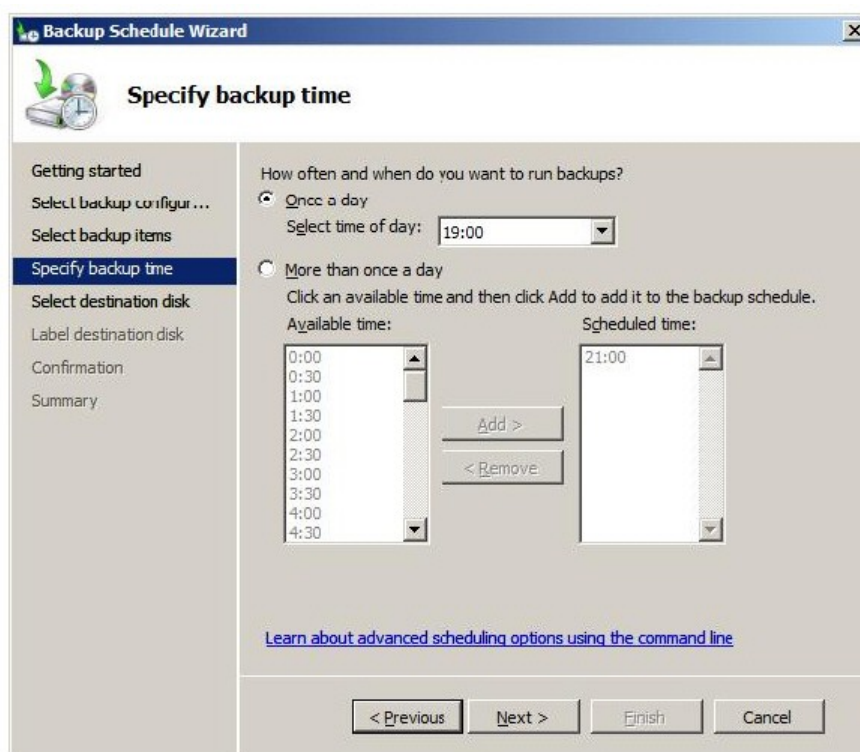 Backup Schedule Wizard
Specify backup time
Getting started
Select backup configur...
Select backup items
Specify backup time
Select destination disk
Label destination disk
Confirmation
Summary
How often and when do you want to run backups?
Once a day
Select time of day: 19:00
More than once a day
Click an available time and then click Add to add it to the backup schedule.
Available time: Scheduled time:
0:00 21:00
0:30
1:00
1:30
2:00
2:30
3:00
3:30
4:00
4:30
Add >
< Remove
Learn about advanced scheduling options using the command line
< Previous Next > Finish Cancel